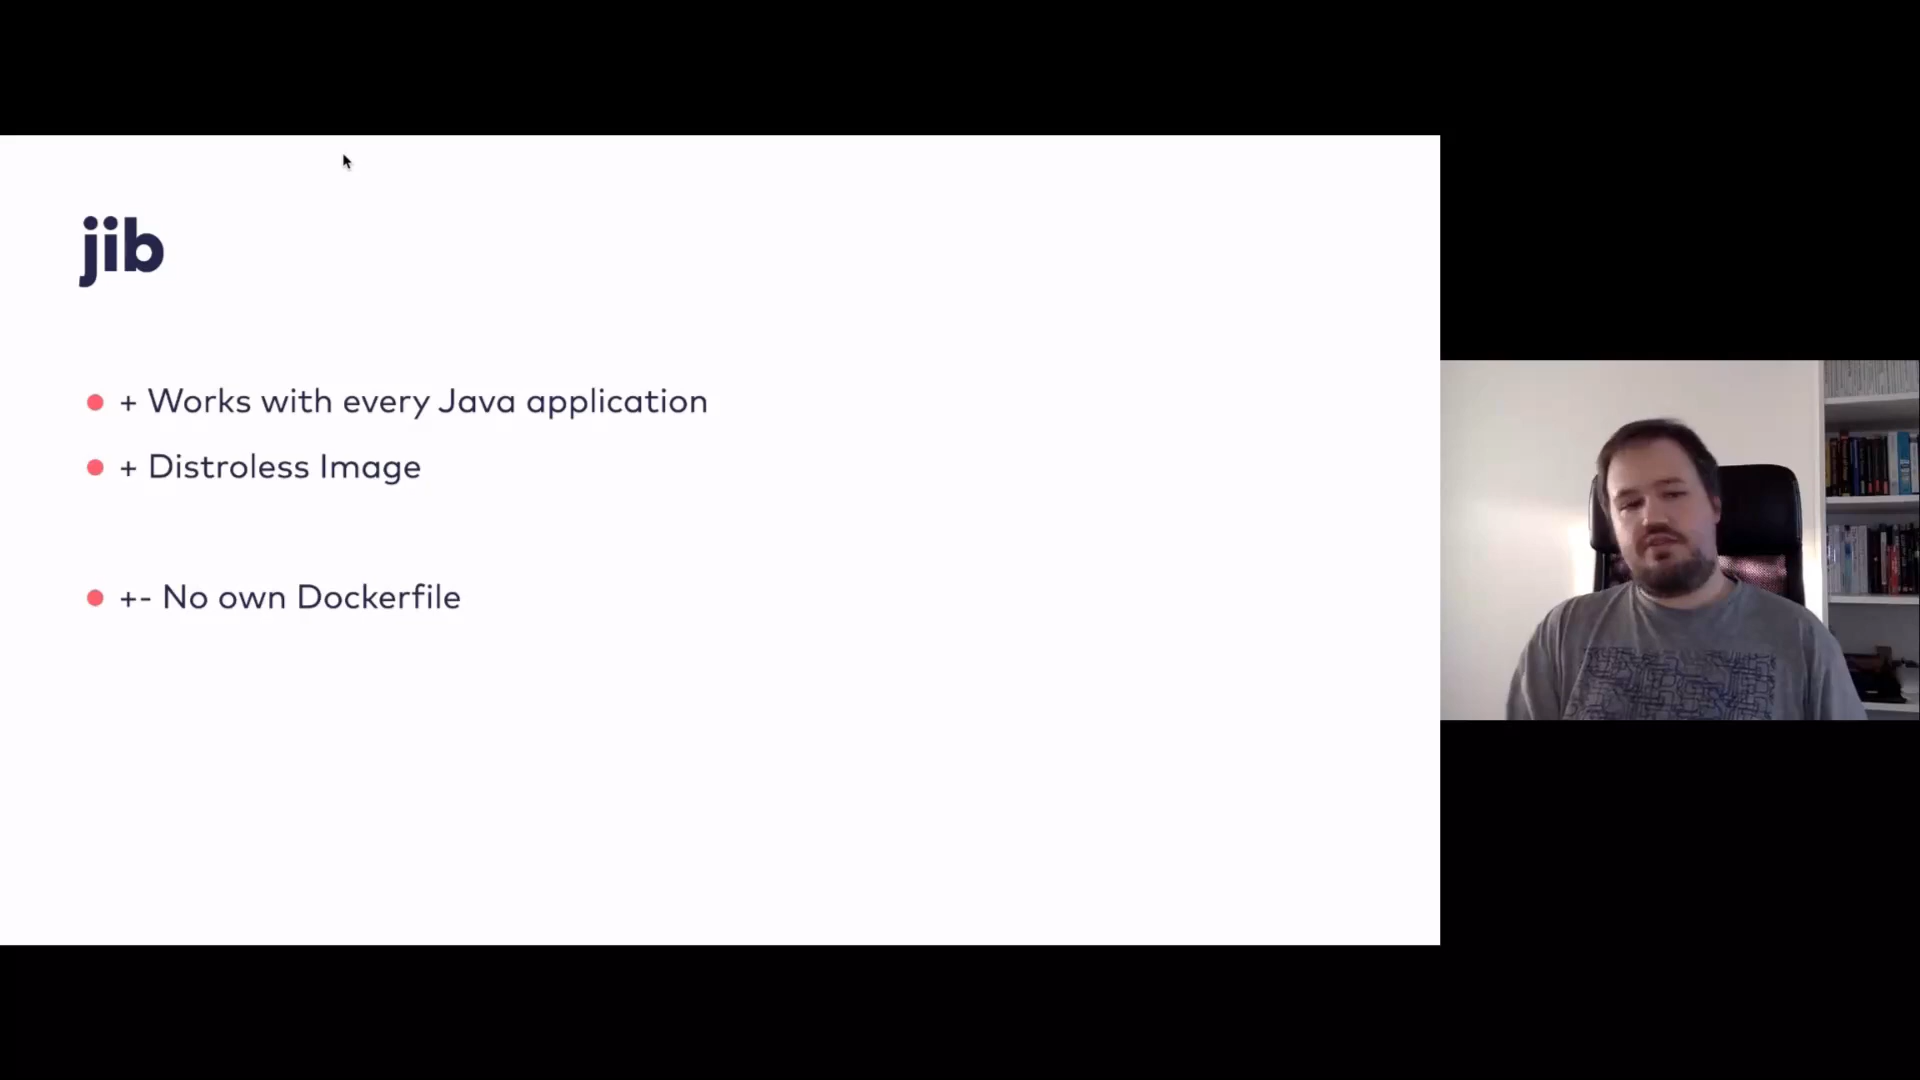 jib
+ Works with every Java application
+ Distroless Image
+- No own Dockerfile